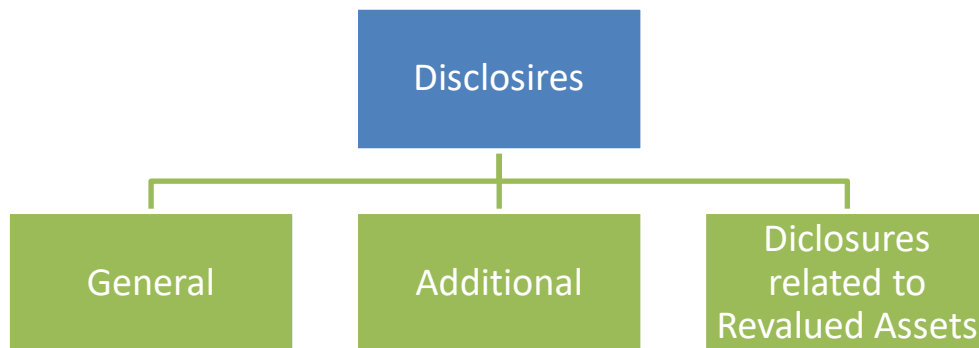 Disclosires
General
Additional
Diclosures
related to
Revalued Assets